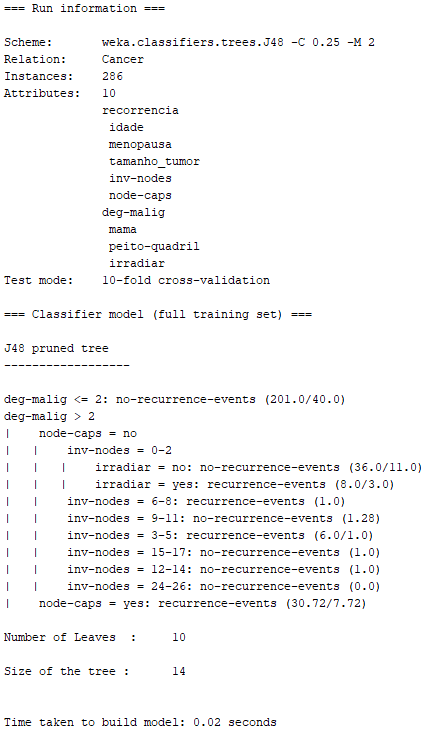 === Run information ===

Scheme:       weka.classifiers.trees.J48 -C 0.25 -M 2
Relation:     Cancer
Instances:    286
Attributes:   10
              recorrencia
               idade
               menopausa
               tamanho_tumor
               inv-nodes
               node-caps
              deg-malig
               mama
               peito-quadril
               irradiar
Test mode:    10-fold cross-validation

=== Classifier model (full training set) ===

J48 pruned tree
------------------

deg-malig <= 2: no-recurrence-events (201.0/40.0)
deg-malig > 2
|    node-caps = no
|   |    inv-nodes = 0-2
|   |   |    irradiar = no: no-recurrence-events (36.0/11.0)
|   |   |    irradiar = yes: recurrence-events (8.0/3.0)
|   |    inv-nodes = 6-8: recurrence-events (1.0)
|   |    inv-nodes = 9-11: no-recurrence-events (1.28)
|   |    inv-nodes = 3-5: recurrence-events (6.0/1.0)
|   |    inv-nodes = 15-17: no-recurrence-events (1.0)
|   |    inv-nodes = 12-14: no-recurrence-events (1.0)
|   |    inv-nodes = 24-26: no-recurrence-events (0.0)
|    node-caps = yes: recurrence-events (30.72/7.72)

Number of Leaves  :     10

Size of the tree :      14


Time taken to build model: 0.02 seconds